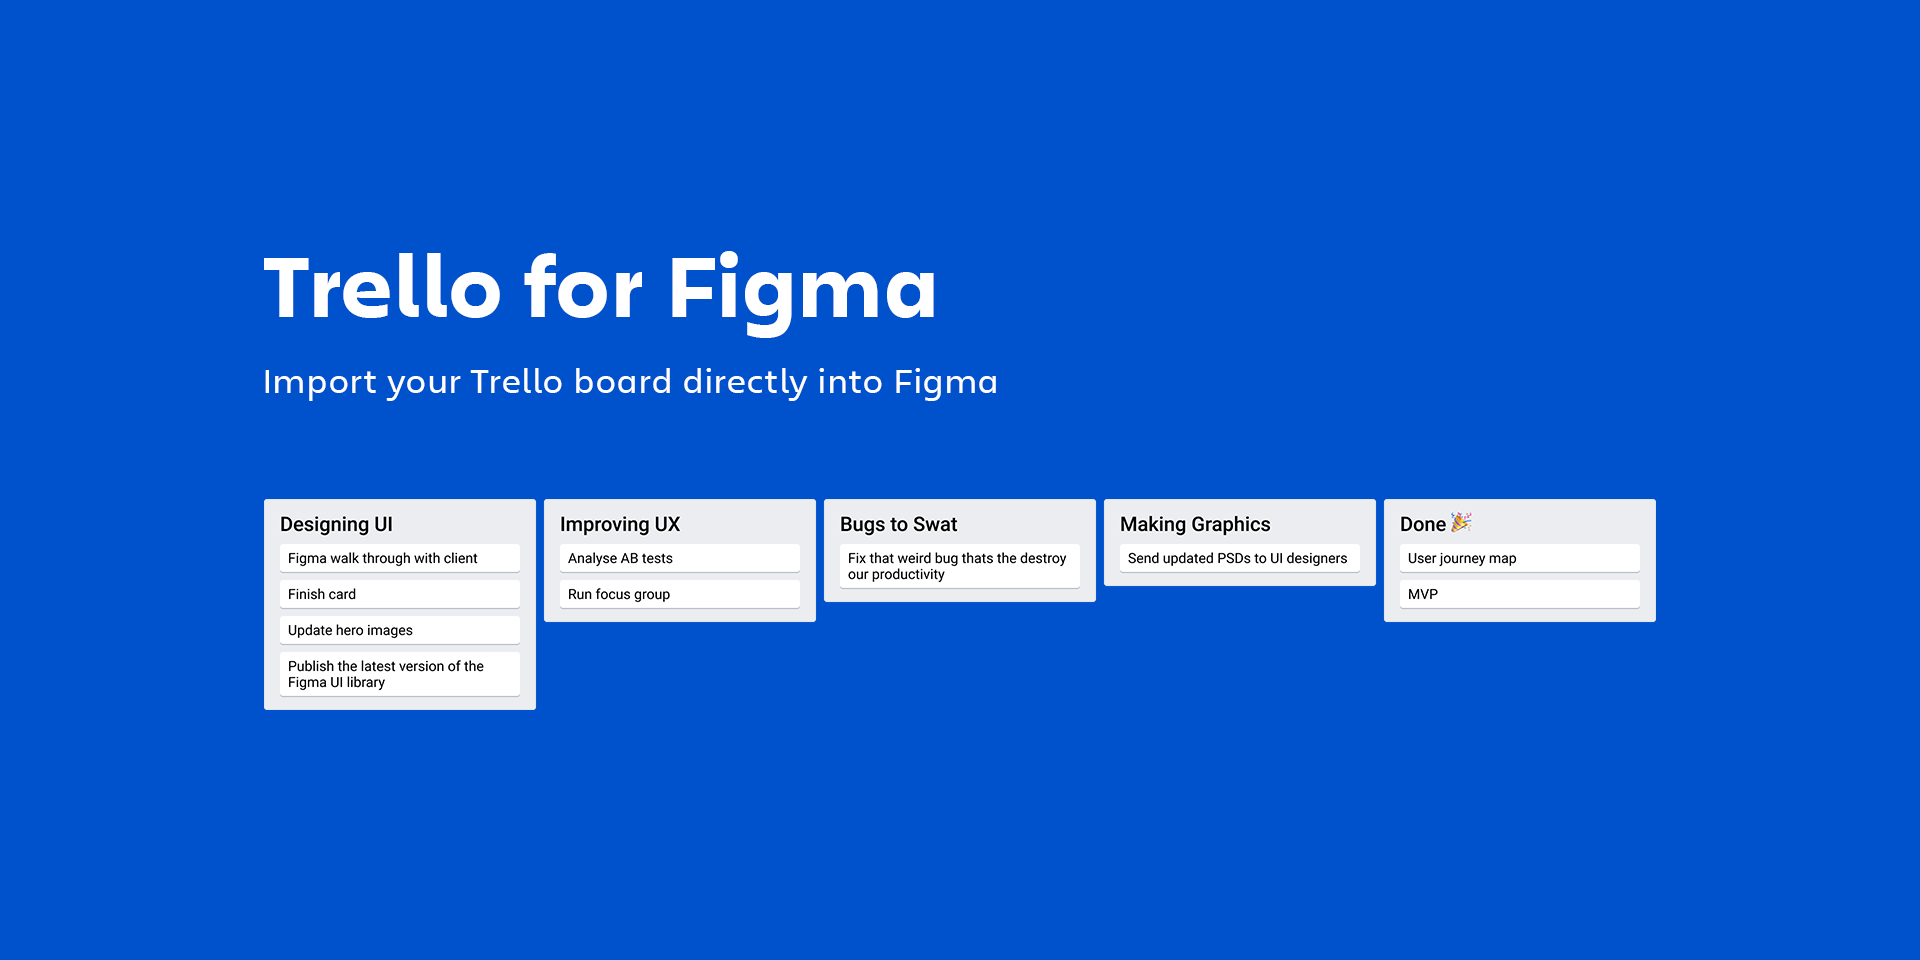 Trello for Figma
Import your Trello board directly into Figma
Designing UI
Figma walk through with client
Finish card
Update hero images
Publish the latest version of the
Figma UI library
Improving UX
Analyse AB tests
Run focus group
Bugs to Swat
Fix that weird bug thats the destroy
our productivity
Making Graphics
Send updated PSDs to UI designers
Done 🎉
User journey map
MVP